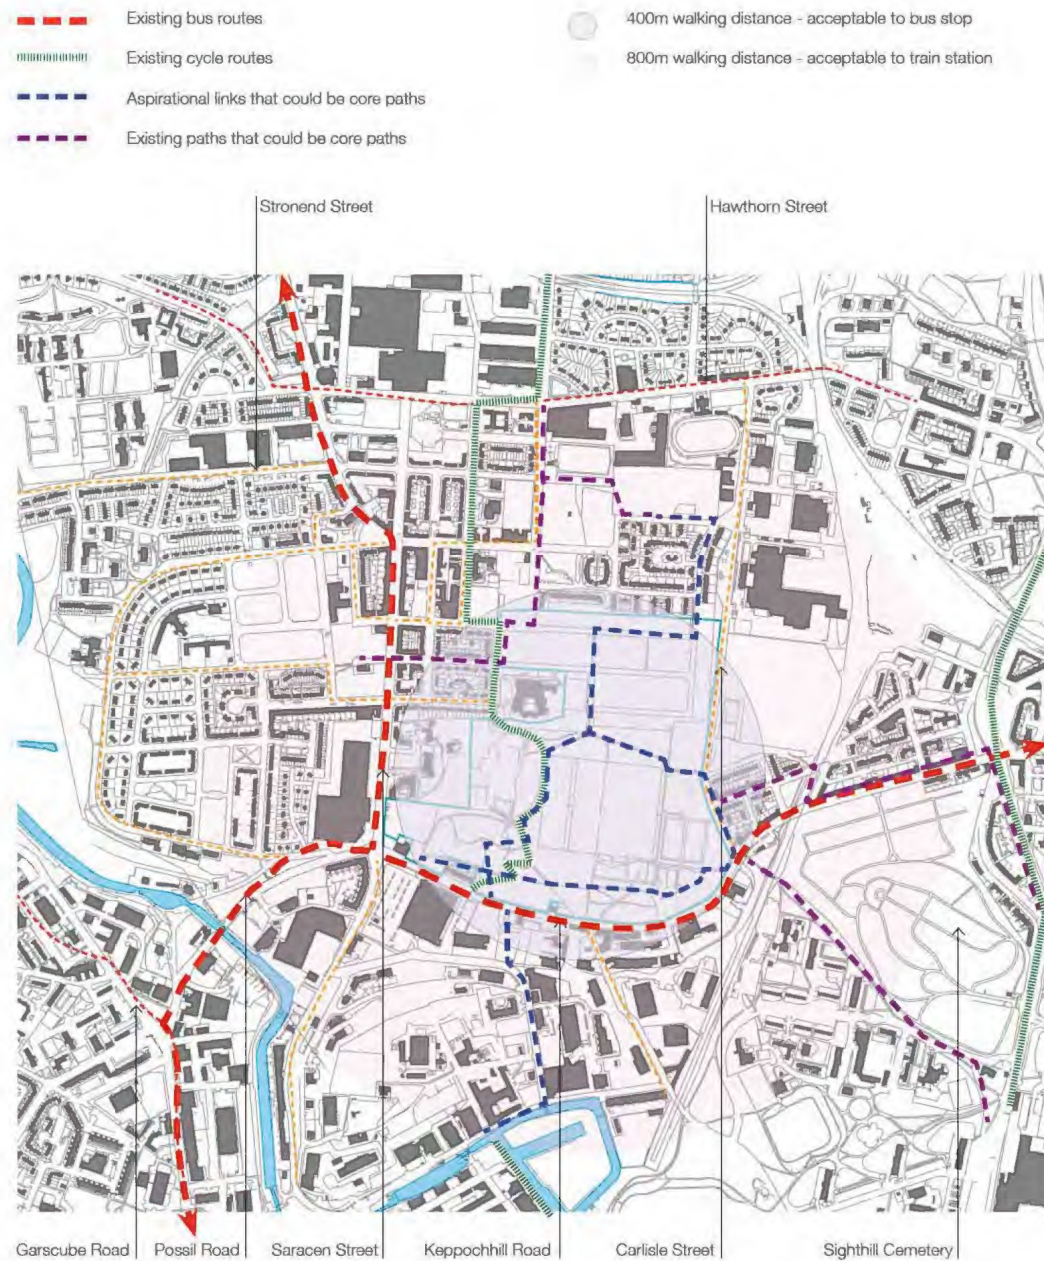 Existing bus routes
Existing cycle routes
Aspirational links that could be core paths
Existing paths that could be core paths
400m walking distance - acceptable to bus stop
800m walking distance - acceptable to train station
Stronend Street
Hawthorn Street
Garscube Road
Possil Road
Saracen Street
Keppochhill Road
Carlisle Street
Sighthill Cemetery